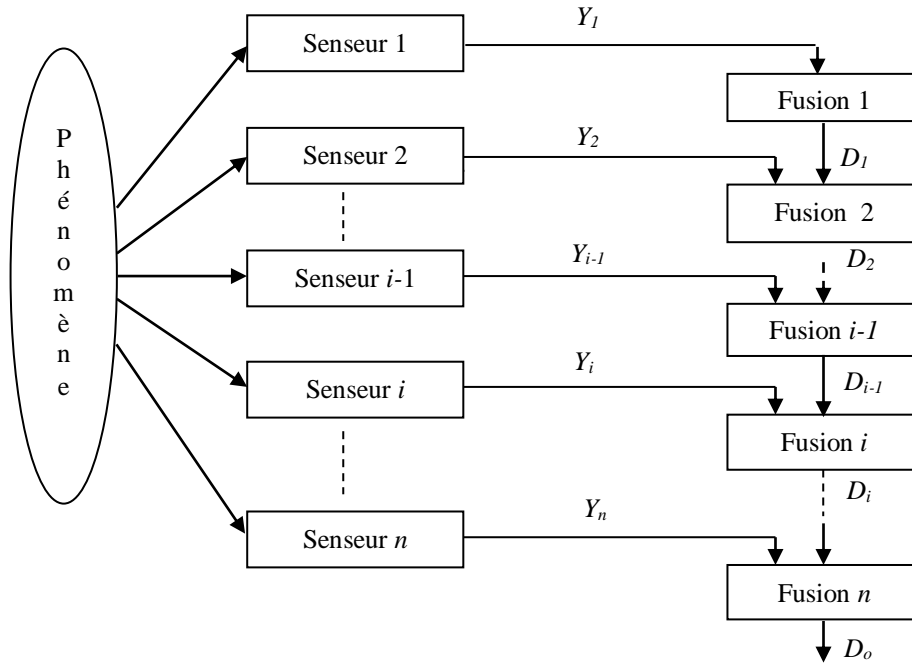 Senseur 1
Y1
Fusion 1
D1
Phénomène
Senseur 2
Y2
Fusion 2
D2
Senseur i-1
Yi-1
Fusion i-1
Di-1
Senseur i
Yi
Fusion i
Di
Senseur n
Yn
Fusion n
Do